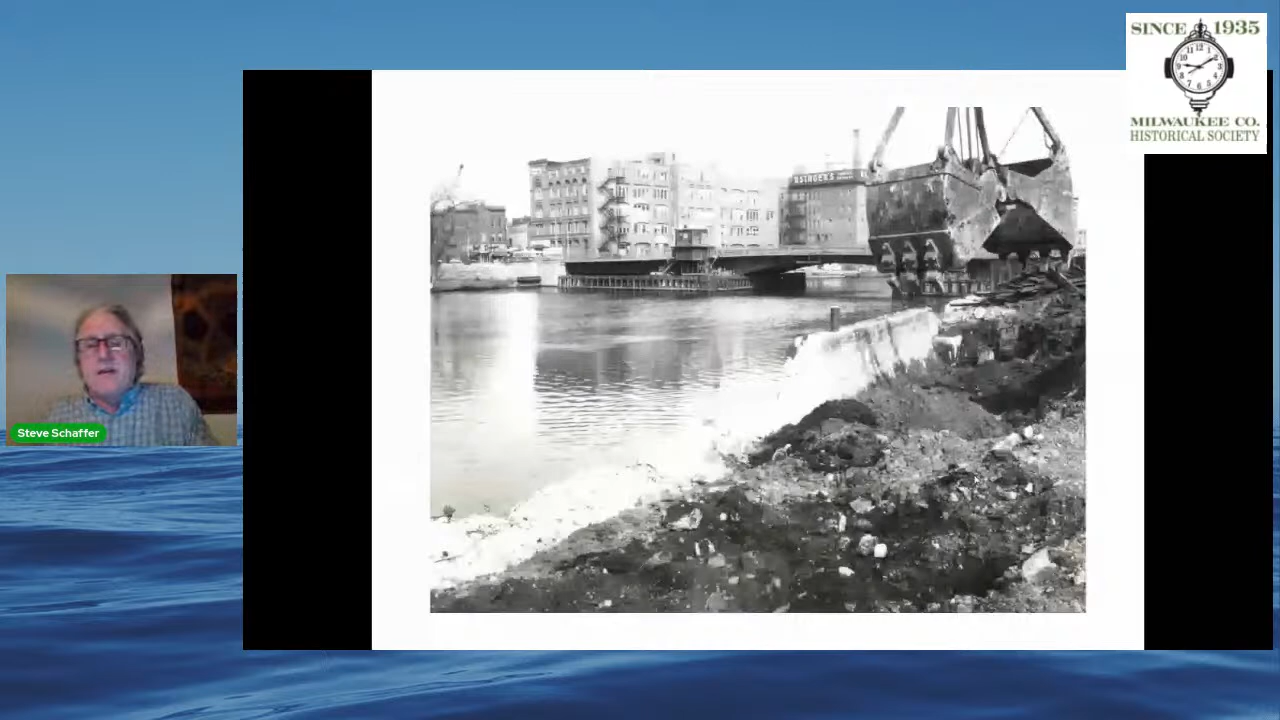 SINCE 1935
MILWAUKEE CO.
HISTORICAL SOCIETY
Steve Schaffer